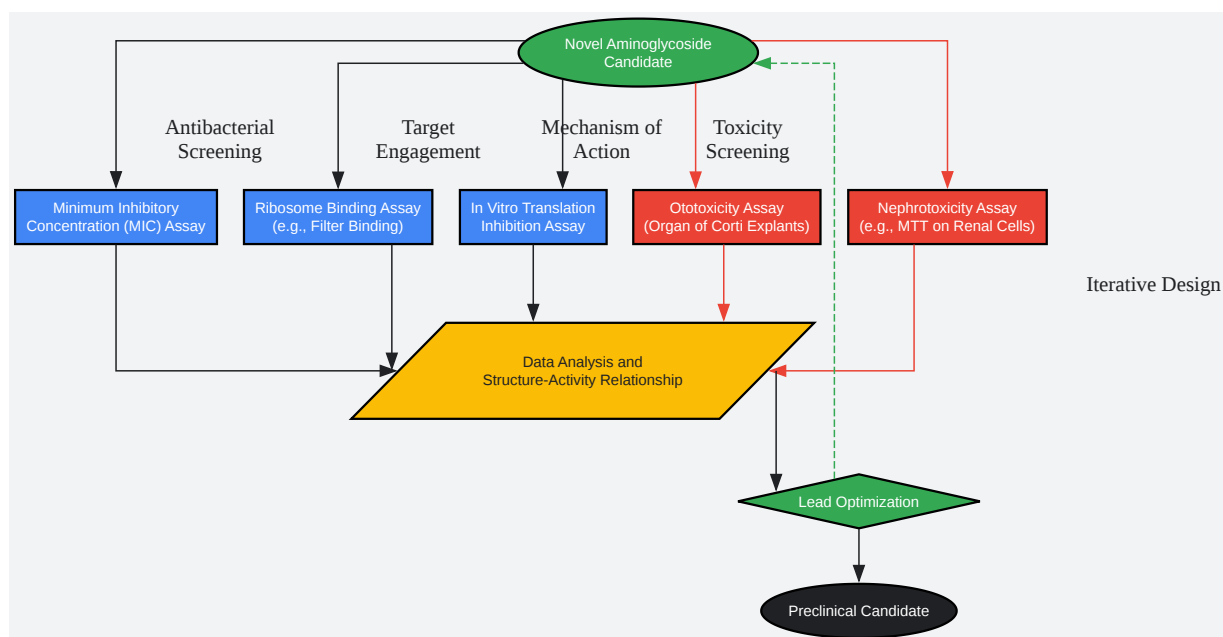 Novel Aminoglycoside
Candidate
Antibacterial
Screening
Target
Engagement
Mechanism of
Action
Toxicity
Screening
Minimum Inhibitory
Concentration (MIC) Assay
Ribosome Binding Assay
(e.g., Filter Binding)
In Vitro Translation
Inhibition Assay
Ototoxicity Assay
(Organ of Corti Explants)
Nephrotoxicity Assay
(e.g., MTT on Renal Cells)
Iterative Design
Data Analysis and
Structure-Activity Relationship
Lead Optimization
Preclinical Candidate